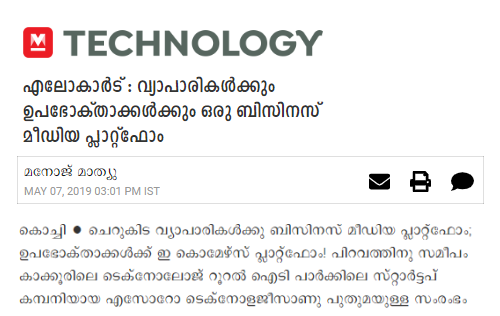 M TECHNOLOGY
എലോകാർട് : വ്യാപാരികൾക്കും
ഉപഭോക്താക്കൾക്കും ഒരു ബിസിനസ്
മീഡിയ പ്ലാറ്റ്ഫോം
മനോജ് മാത്യു
MAY 07, 2019 03:01 PM IST
കൊച്ചി ● ചെറുകിട വ്യാപാരികൾക്കു ബിസിനസ് മീഡിയ പ്ലാറ്റ്ഫോം;
ഉപഭോക്താക്കൾക്ക് ഇ കൊമേഴ്സ് പ്ലാറ്റ്ഫോം! പിറവത്തിനു സമീപം
കാക്കൂരിലെ ടെക്നോലോജ് റൂറൽ ഐടി പാർക്കിലെ സ്റ്റാർട്ടപ്
കമ്പനിയായ എസോറോ ടെക്നോളജീസാണു പുതുമയുള്ള സംരംഭം